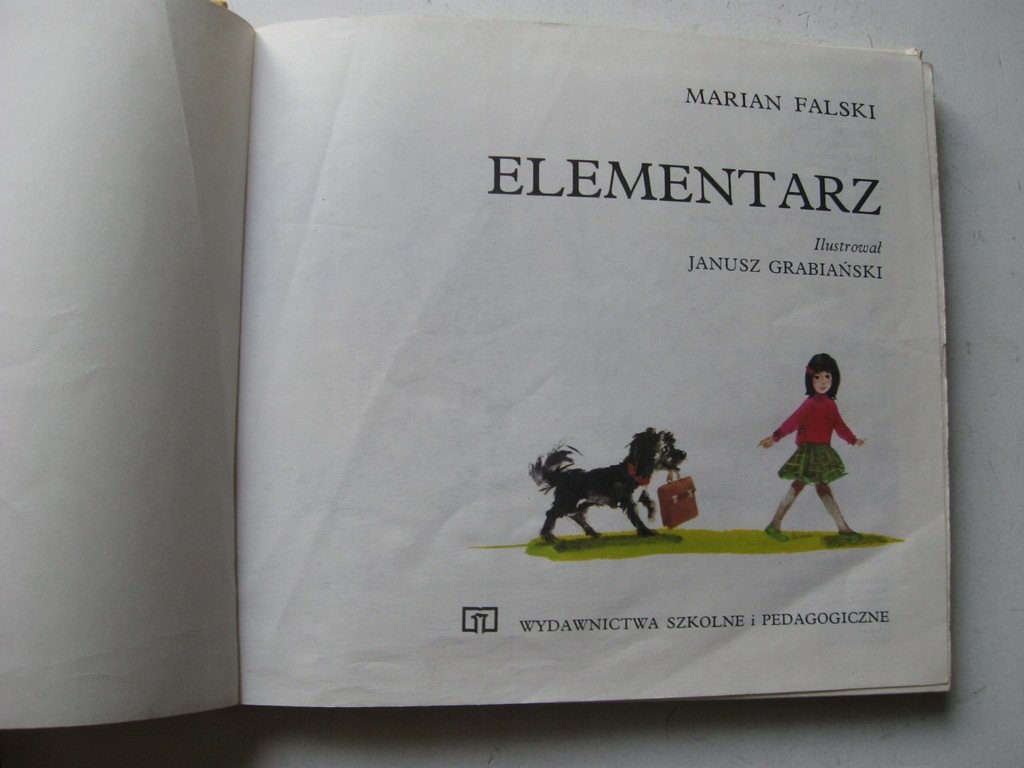 MARIAN FALSKI
ELEMENTARZ
Ilustrował
JANUSZ GRABIAŃSKI
WYDAWNICTWA SZKOLNE i PEDAGOGICZNE